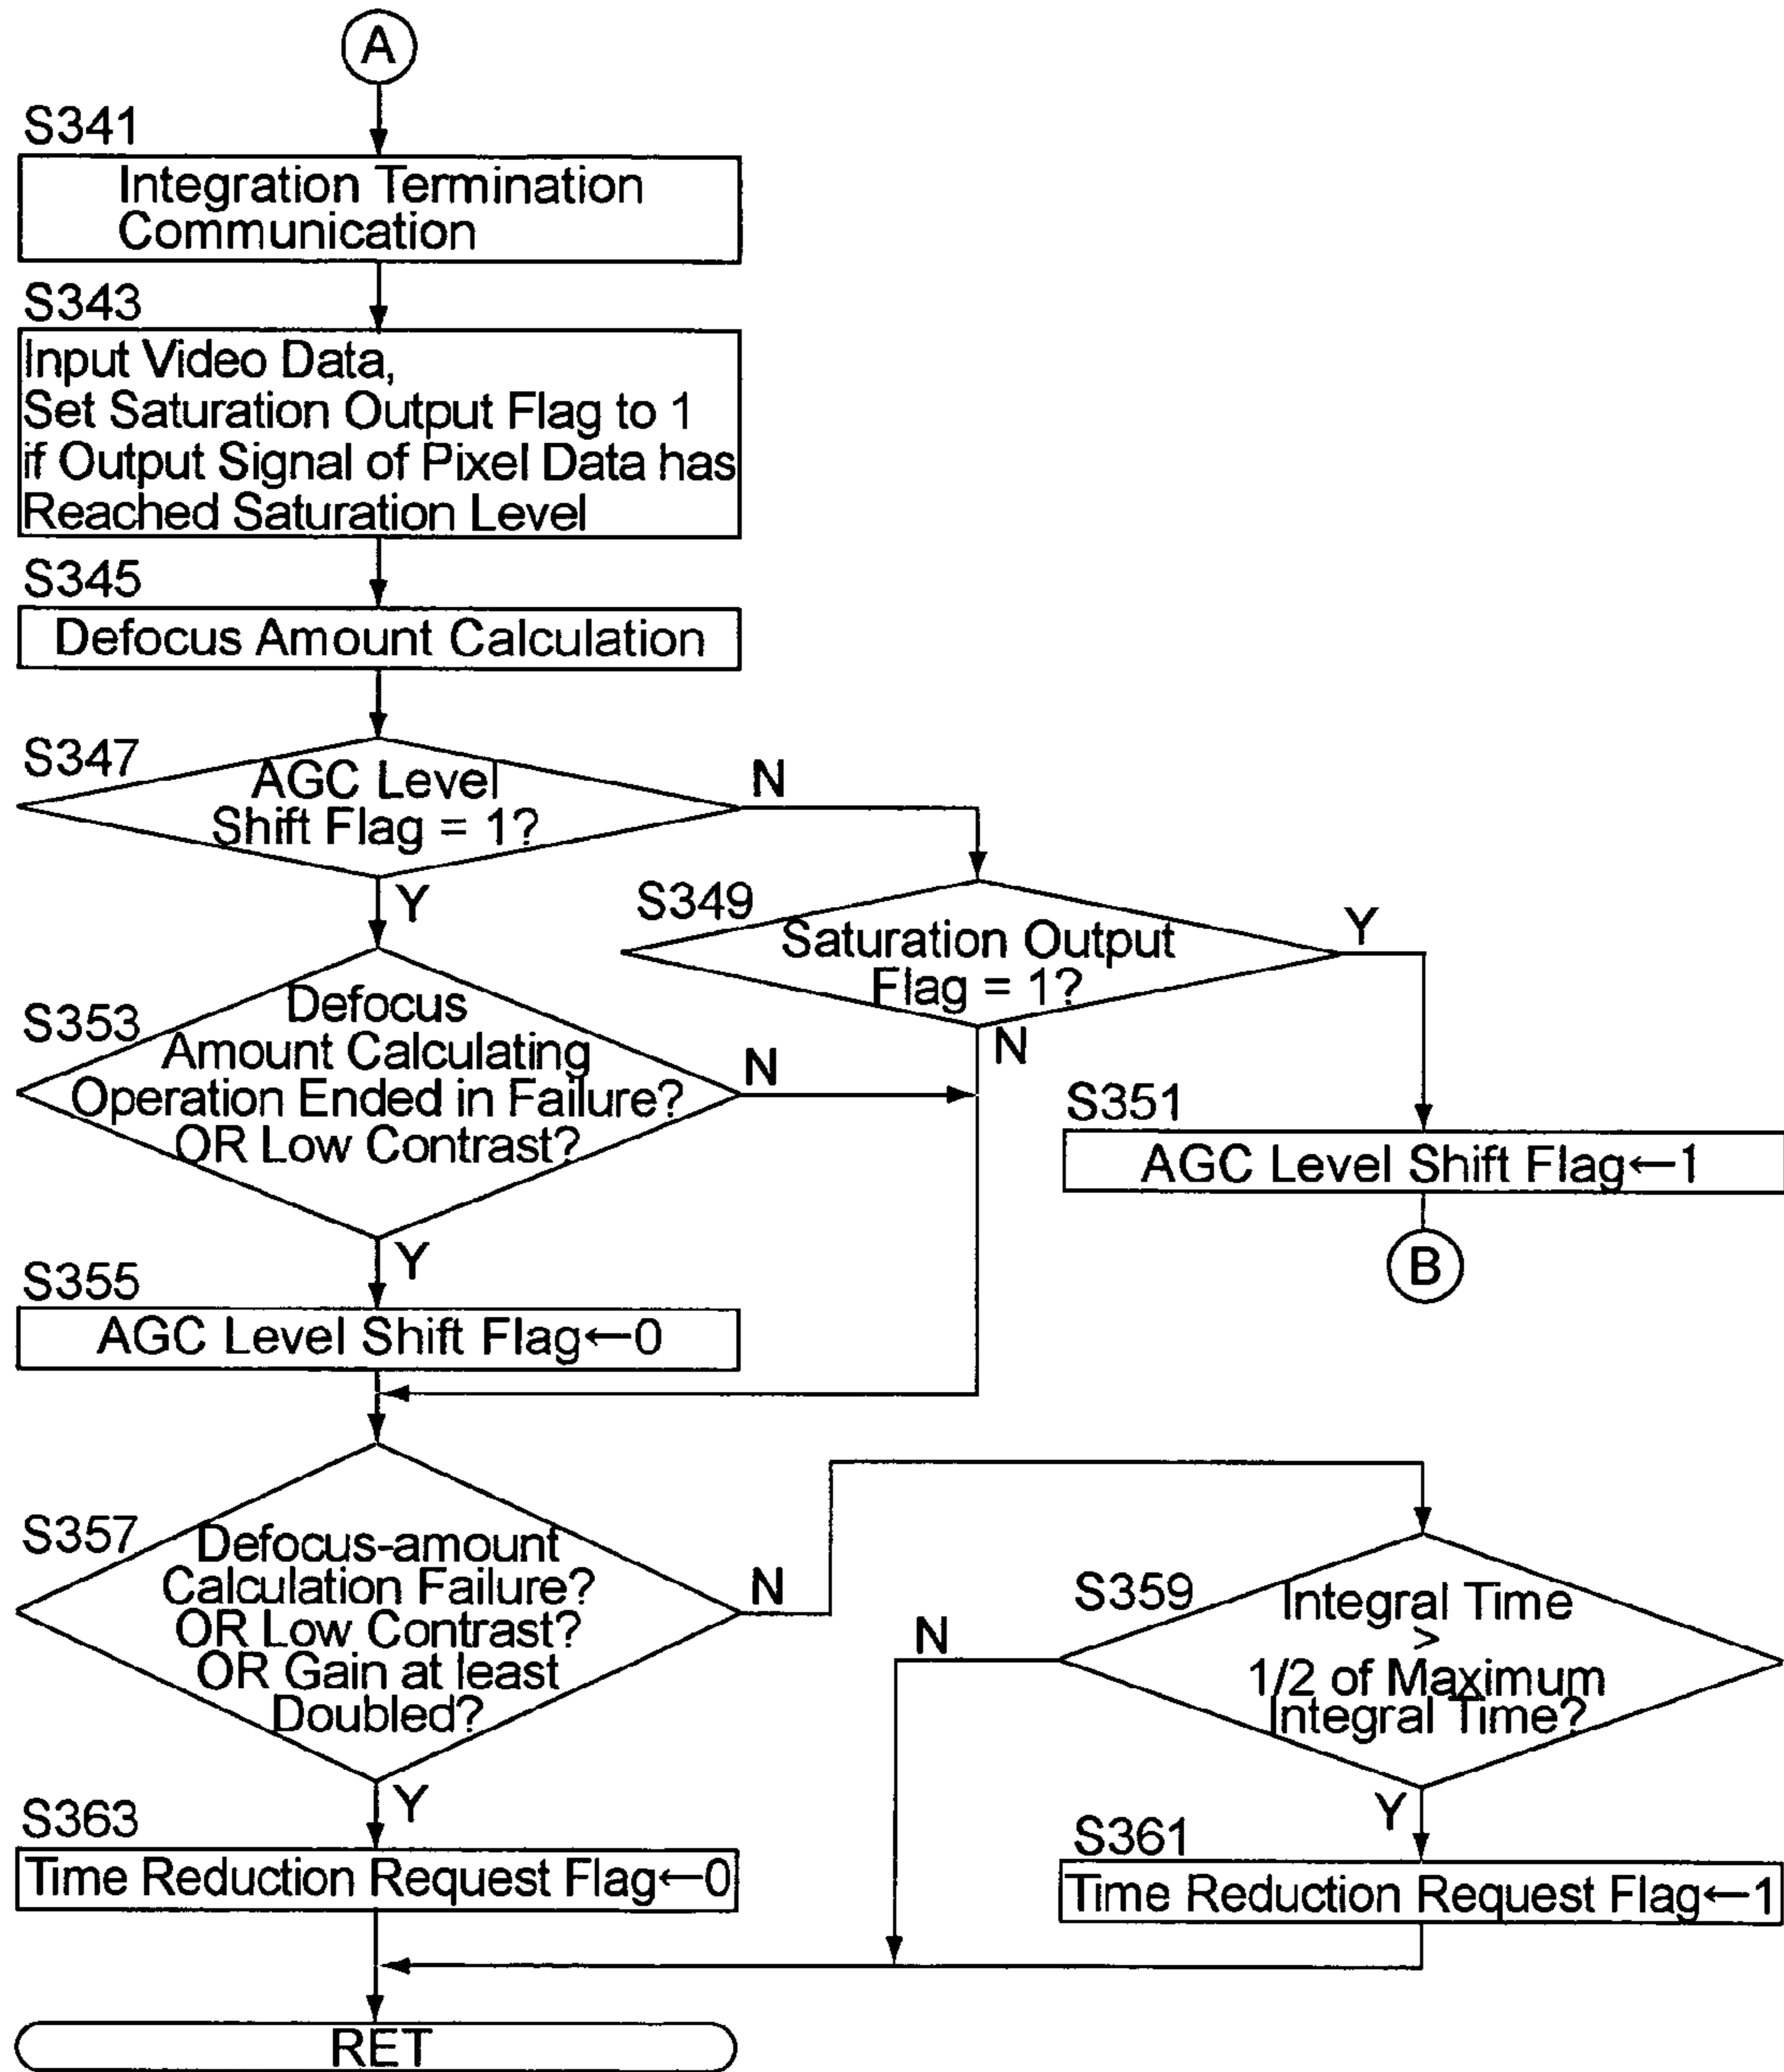 A
S341
Integration Termination
Communication
S343
Input Video Data,
Set Saturation Output Flag to 1
if Output Signal of Pixel Data has
Reached Saturation Level
S345
Defocus Amount Calculation
S347
AGC Level
Shift Flag = 1?
N
Y
S349
Saturation Output
Flag = 1?
Y
N
S351
AGC Level Shift Flag←1
B
S353
Defocus
Amount Calculating
Operation Ended in Failure?
OR Low Contrast?
N
Y
S355
AGC Level Shift Flag←0
S357
Defocus-amount
Calculation Failure?
OR Low Contrast?
OR Gain at least
Doubled?
N
Y
S359
Integral Time
>
1/2 of Maximum
Integral Time?
N
Y
S361
Time Reduction Request Flag←1
S363
Time Reduction Request Flag←0
RET